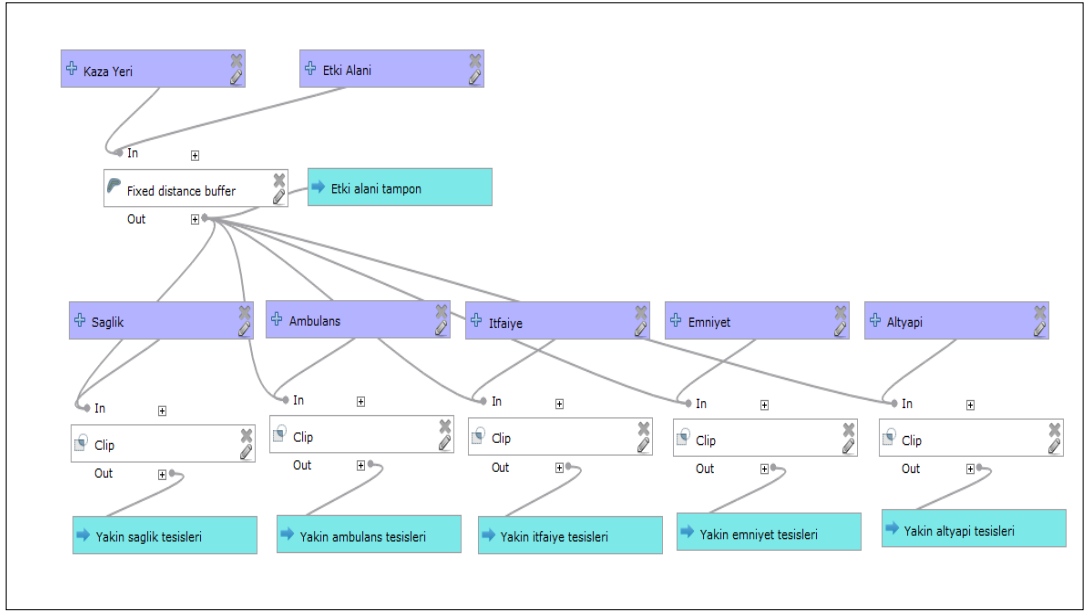 Kaza Yeri
Etki Alani
In
Fixed distance buffer
Etki alani tampon
Out
Saglik
Ambulans
Itfaiye
Emniyet
Altyapi
In
In
In
In
In
Clip
Clip
Clip
Clip
Clip
Out
Out
Out
Out
Out
Yakin saglik tesisleri
Yakin ambulans tesisleri
Yakin itfaiye tesisleri
Yakin emniyet tesisleri
Yakin altyapi tesisleri